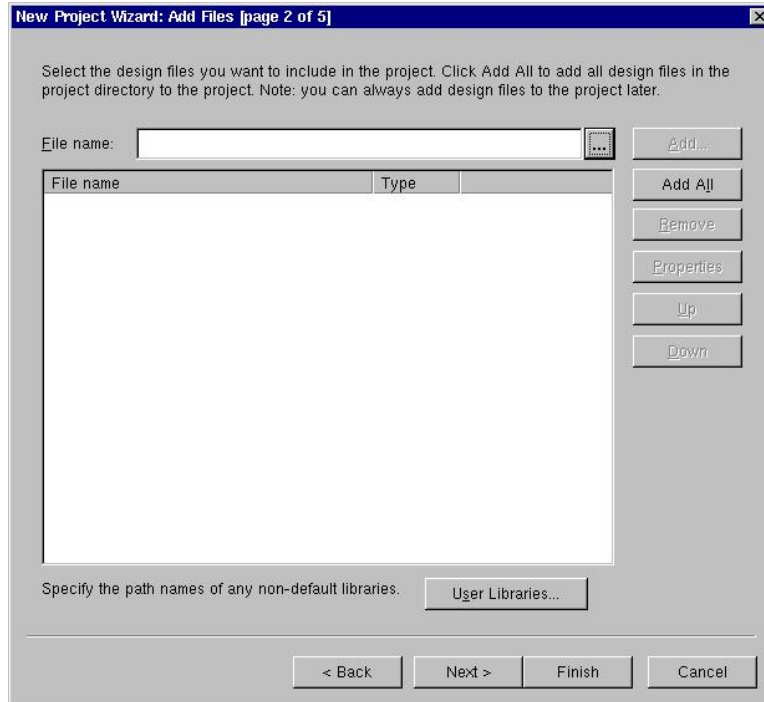 New Project Wizard: Add Files [page 2 of 5]
Select the design files you want to include in the project. Click Add All to add all design files in the
project directory to the project. Note: you can always add design files to the project later.
File name: ... Add...
File name Type Add All
Remove
Properties
Up
Down
Specify the path names of any non-default libraries. User Libraries...
< Back Next > Finish Cancel